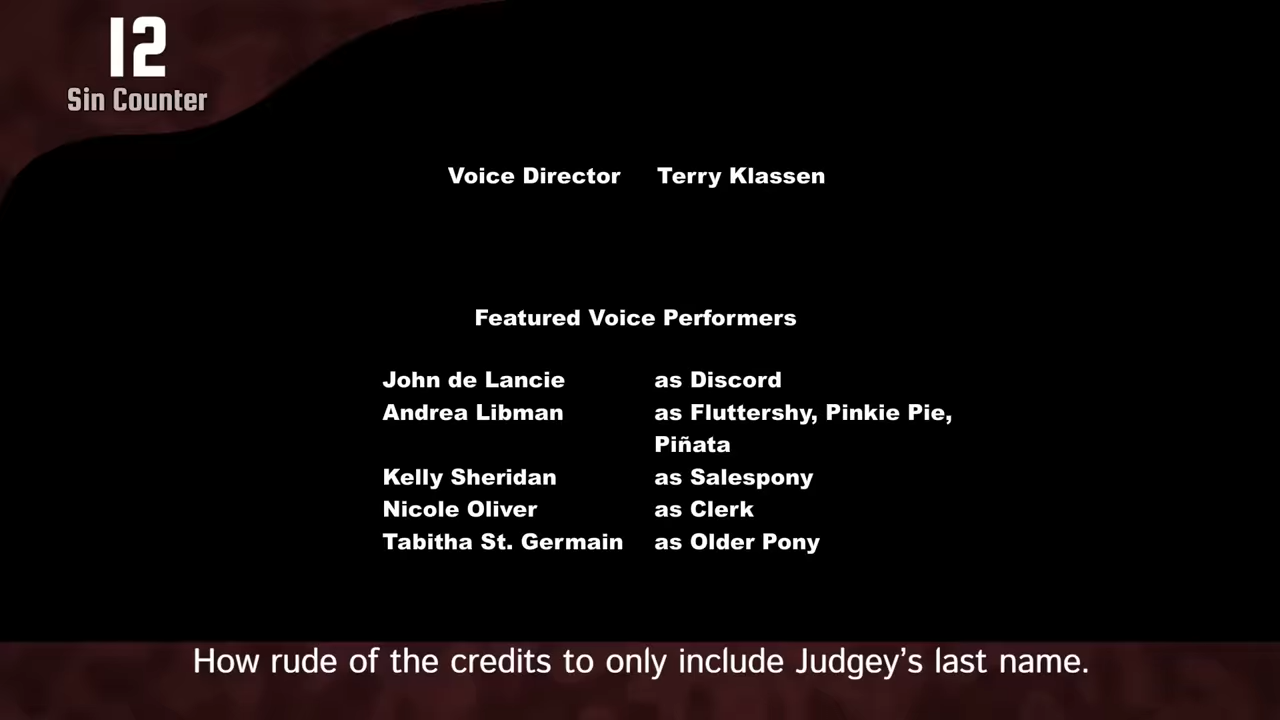 12
Sin Counter
Voice Director Terry Klassen
Featured Voice Performers
John de Lancie as Discord
Andrea Libman as Fluttershy, Pinkie Pie,
Piñata
Kelly Sheridan as Salespony
Nicole Oliver as Clerk
Tabitha St. Germain as Older Pony
How rude of the credits to only include Judgey’s last name.